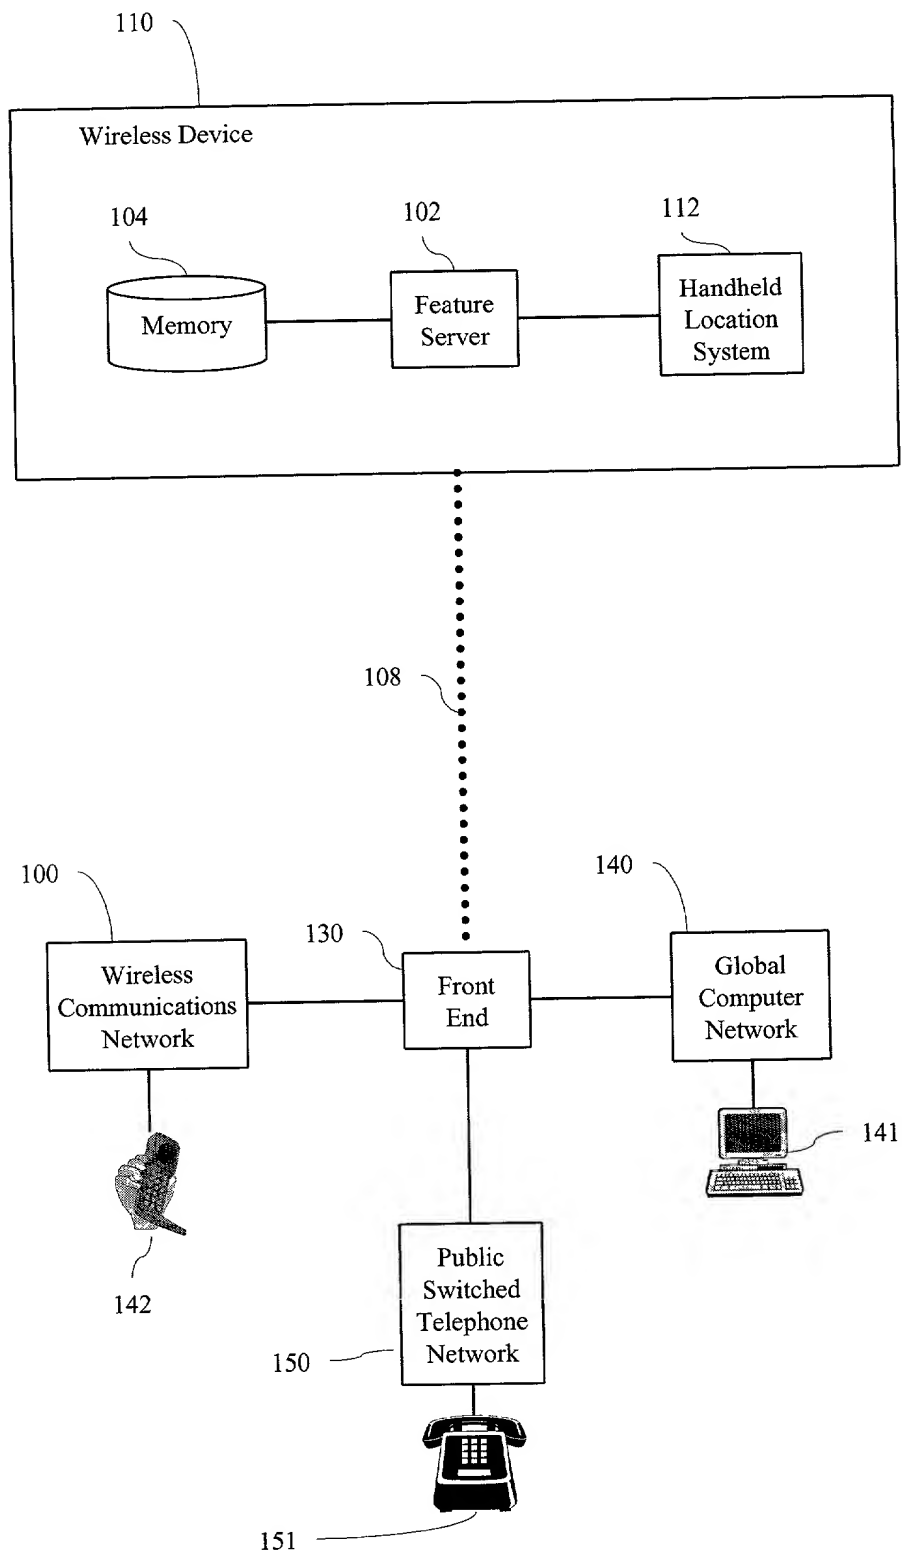 110
Wireless Device
104
102
112
Memory
Feature
Server
Handheld
Location
System
108
100
130
140
Wireless
Communications
Network
Front
End
Global
Computer
Network
141
142
Public
Switched
Telephone
Network
150
151